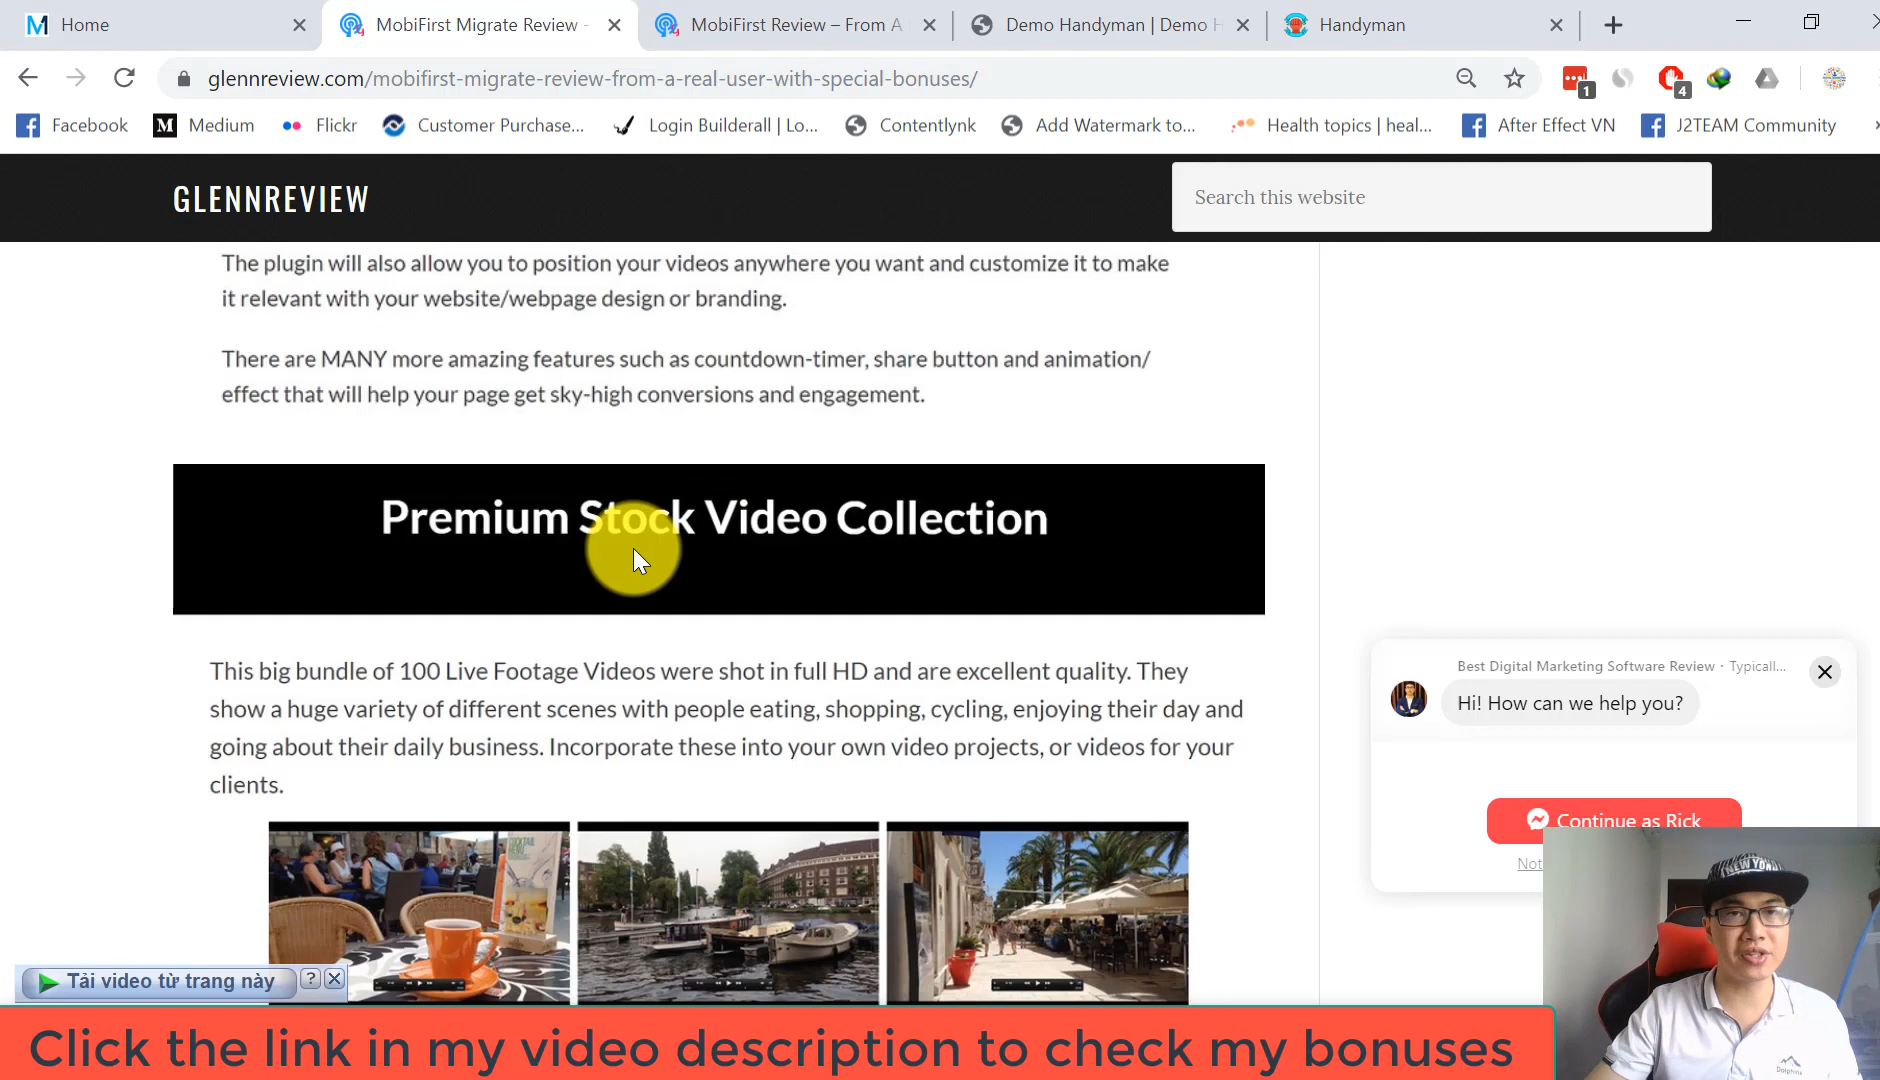 Home
MobiFirst Migrate Review -
MobiFirst Review – From A
Demo Handyman | Demo H
Handyman
glennreview.com/mobifirst-migrate-review-from-a-real-user-with-special-bonuses/
1
4
Facebook
Medium
Flickr
Customer Purchase...
Login Builderall | Lo...
Contentlynk
Add Watermark to...
Health topics | heal...
After Effect VN
J2TEAM Community
GLENNREVIEW
Search this website
The plugin will also allow you to position your videos anywhere you want and customize it to make
it relevant with your website/webpage design or branding.
There are MANY more amazing features such as countdown-timer, share button and animation/
effect that will help your page get sky-high conversions and engagement.
Premium Stock Video Collection
This big bundle of 100 Live Footage Videos were shot in full HD and are excellent quality. They
show a huge variety of different scenes with people eating, shopping, cycling, enjoying their day and
going about their daily business. Incorporate these into your own video projects, or videos for your
clients.
Best Digital Marketing Software Review · Typicall...
Hi! How can we help you?
Continue as Rick
Not
COCKTAIL
NEW YORK
Tải video từ trang này
?
Click the link in my video description to check my bonuses
Dolphins